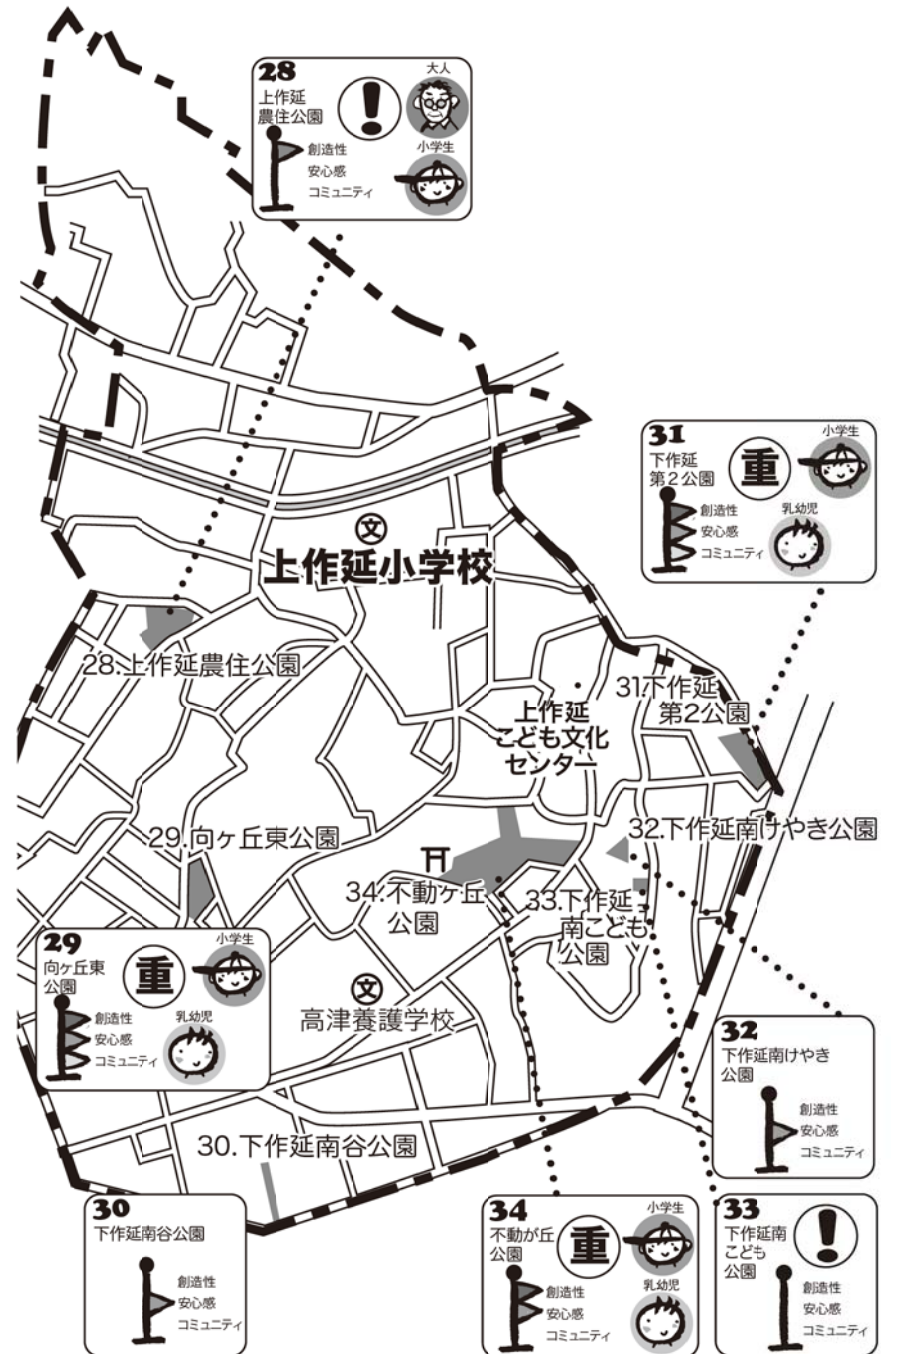 28
上作延
農住公園
!
大人
小学生
創造性
安心感
コミュニティ
31
下作延
第2公園
重
小学生
乳幼児
創造性
安心感
コミュニティ
文
上作延小学校
28.上作延農住公園
31下作延
第2公園
上作延
こども文化
センター
29.向ヶ丘東公園
32.下作延南けやき公園
34.不動ケ丘
公園
33.下作延
南こども
公園
29
向ヶ丘東
公園
重
小学生
乳幼児
創造性
安心感
コミュニティ
文
高津養護学校
32
下作延南けやき
公園
創造性
安心感
コミュニティ
30.下作延南谷公園
30
下作延南谷公園
創造性
安心感
コミュニティ
34
不動が丘
公園
重
小学生
乳幼児
創造性
安心感
コミュニティ
33
下作延南
こども
公園
!
創造性
安心感
コミュニティ